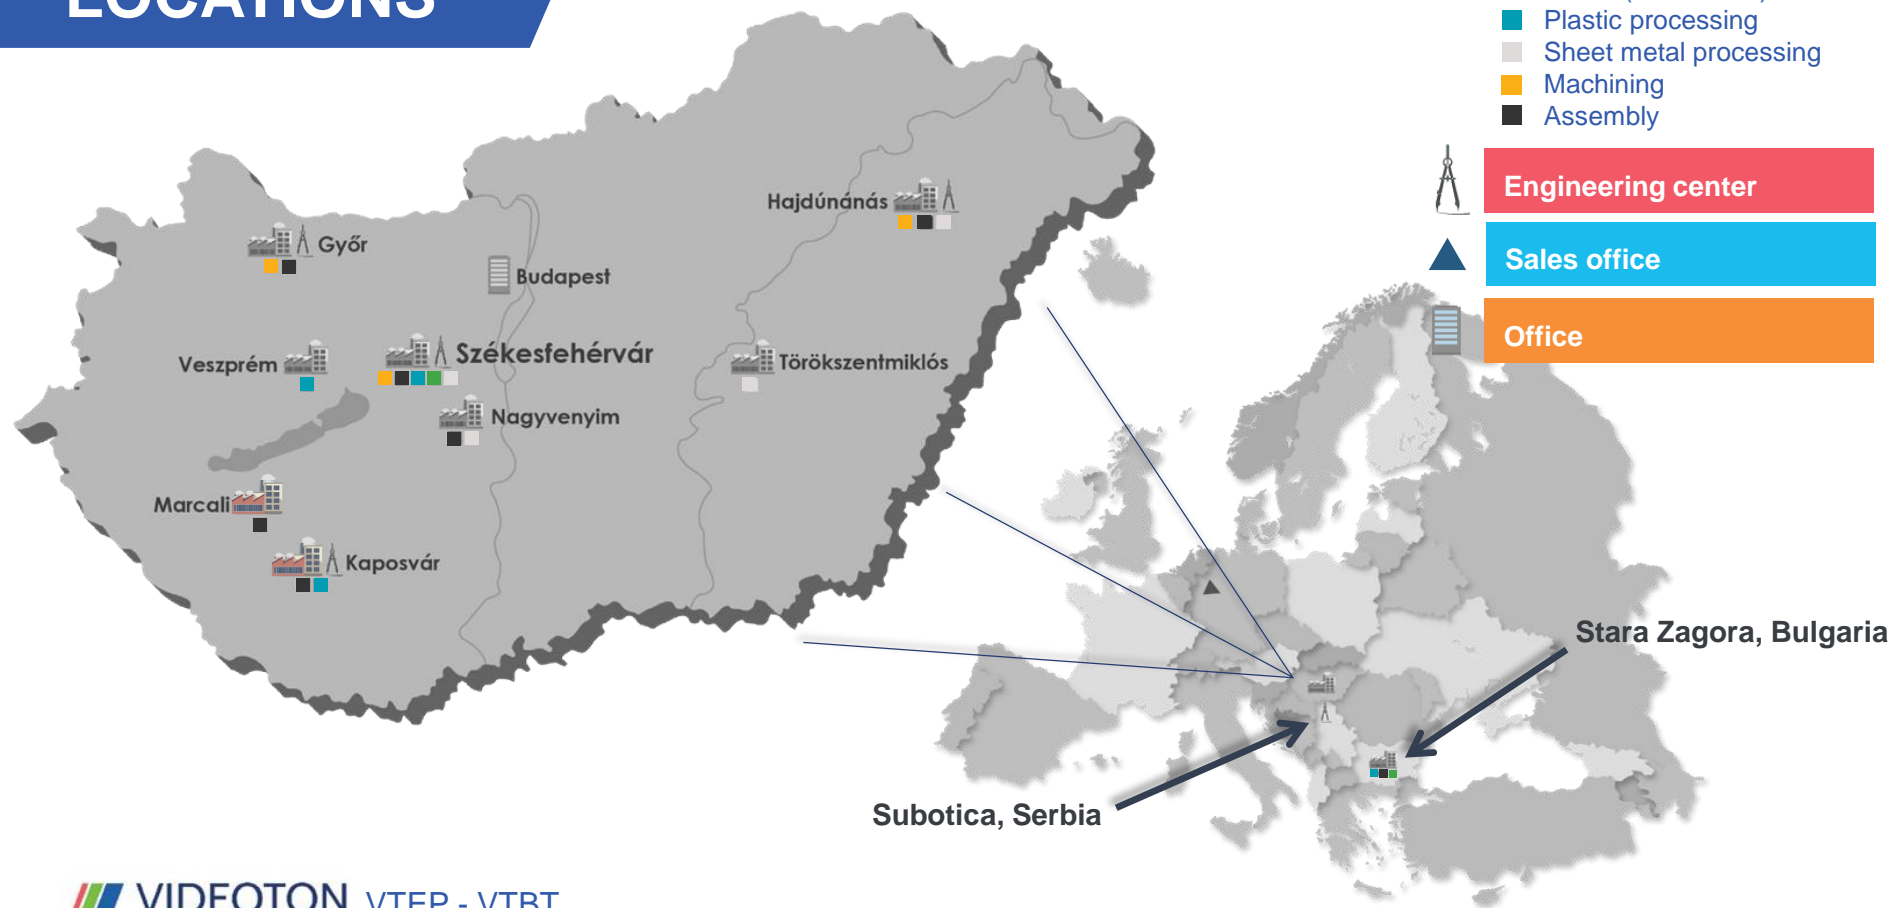 LOCATIONS
Plastic processing
Sheet metal processing
Machining
Assembly
Engineering center
Sales office
Office
Hajdúnánás
Győr
Budapest
Veszprém
Székesfehérvár
Törökszentmiklós
Nagyvenyim
Marcali
Kaposvár
Stara Zagora, Bulgaria
Subotica, Serbia
VIDEOTON VTEP - VTBT